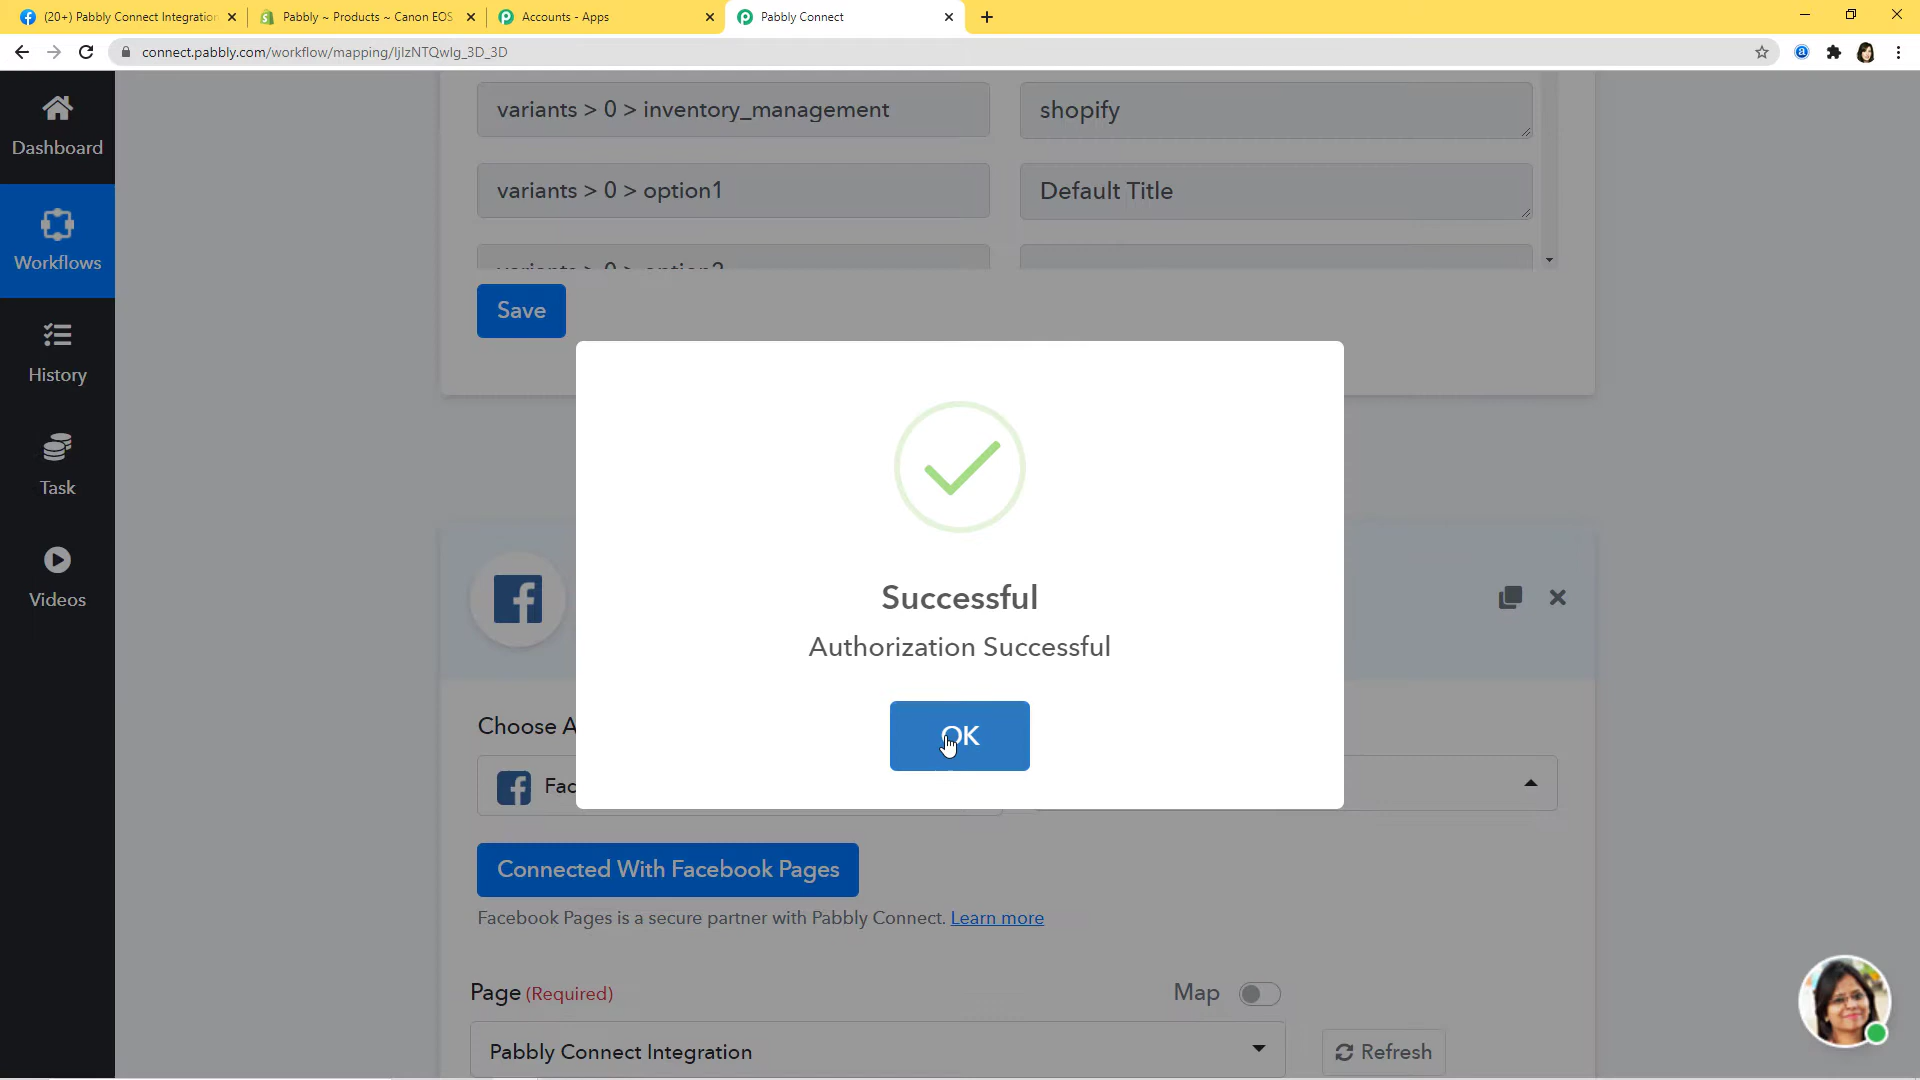 (20+) Pabbly Connect Integration
Pabbly ~ Products ~ Canon EOS
Accounts - Apps
Pabbly Connect
connect.pabbly.com/workflow/mapping/IjIzNTQwIg_3D_3D
Dashboard
Workflows
History
Task
Videos
variants > 0 > inventory_management
shopify
variants > 0 > option1
Default Title
variants > 0 > option2
Save
Successful
Authorization Successful
OK
Choose A
Fac
Connected With Facebook Pages
Facebook Pages is a secure partner with Pabbly Connect. Learn more
Page (Required)
Map
Pabbly Connect Integration
Refresh